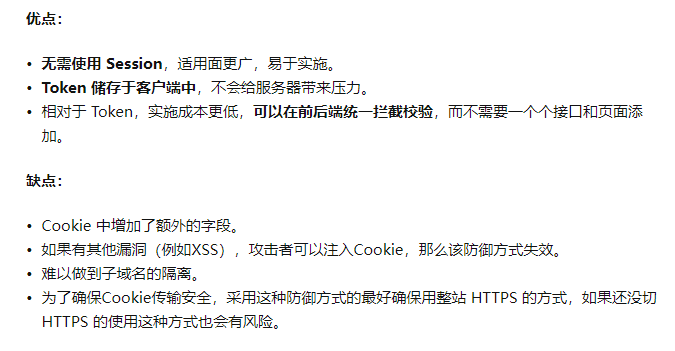 优点：
• 无需使用 Session，适用面更广，易于实施。
• Token 储存于客户端中，不会给服务器带来压力。
• 相对于 Token，实施成本更低，可以在前后端统一拦截校验，而不需要一个个接口和页面添
加。
缺点：
• Cookie 中增加了额外的字段。
• 如果有其他漏洞（例如XSS），攻击者可以注入Cookie，那么该防御方式失效。
• 难以做到子域名的隔离。
• 为了确保Cookie传输安全，采用这种防御方式的最好确保用整站 HTTPS 的方式，如果还没切
HTTPS 的使用这种方式也会有风险。